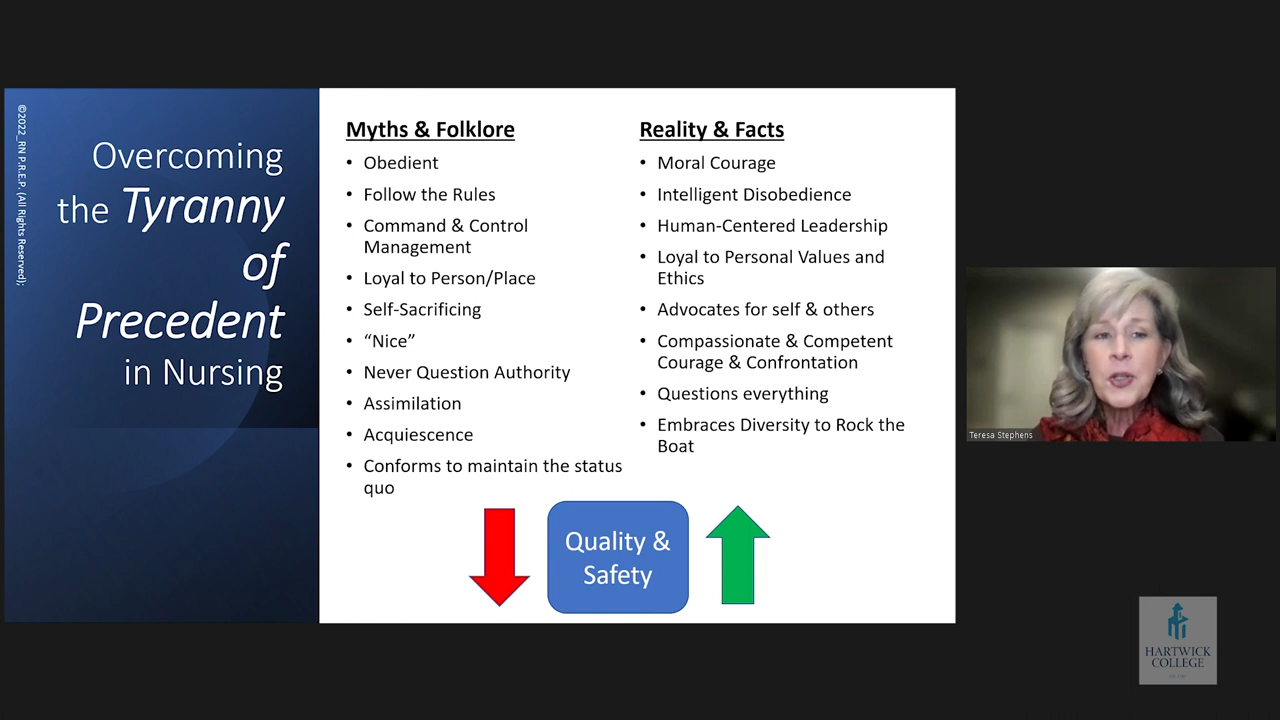 ©2022_RN P.R.E.P. (All Rights Reserved);
Overcoming
the Tyranny
of
Precedent
in Nursing
Myths & Folklore
• Obedient
• Follow the Rules
• Command & Control
Management
• Loyal to Person/Place
• Self-Sacrificing
• “Nice”
• Never Question Authority
• Assimilation
• Acquiescence
• Conforms to maintain the status
quo
Reality & Facts
• Moral Courage
• Intelligent Disobedience
• Human-Centered Leadership
• Loyal to Personal Values and
Ethics
• Advocates for self & others
• Compassionate & Competent
Courage & Confrontation
• Questions everything
• Embraces Diversity to Rock the
Boat
Quality &
Safety
Teresa Stephens
HARTWICK
COLLEGE